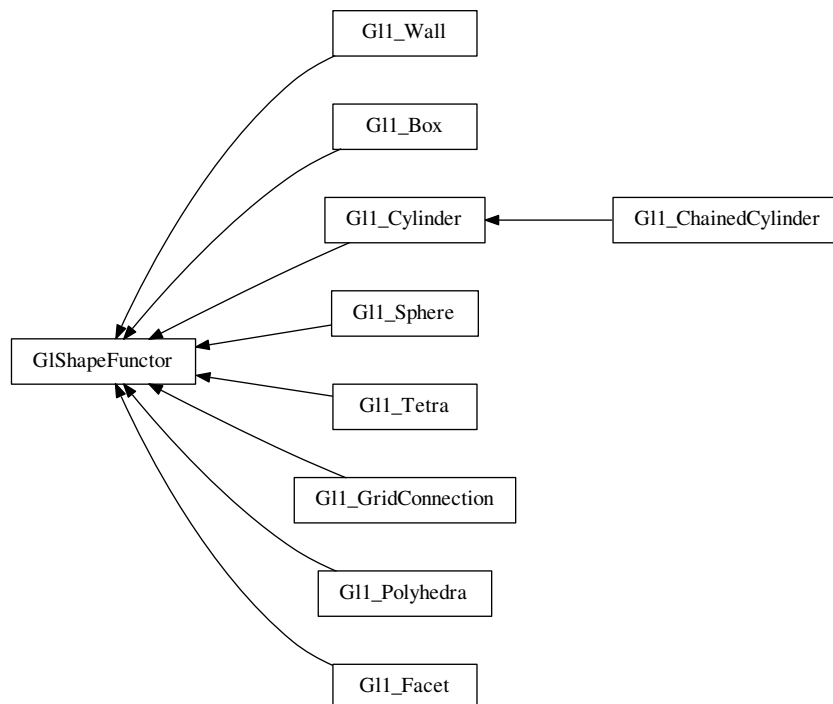 Gl1_Wall
Gl1_Box
Gl1_Cylinder
Gl1_ChainedCylinder
Gl1_Sphere
GlShapeFunctor
Gl1_Tetra
Gl1_GridConnection
Gl1_Polyhedra
Gl1_Facet